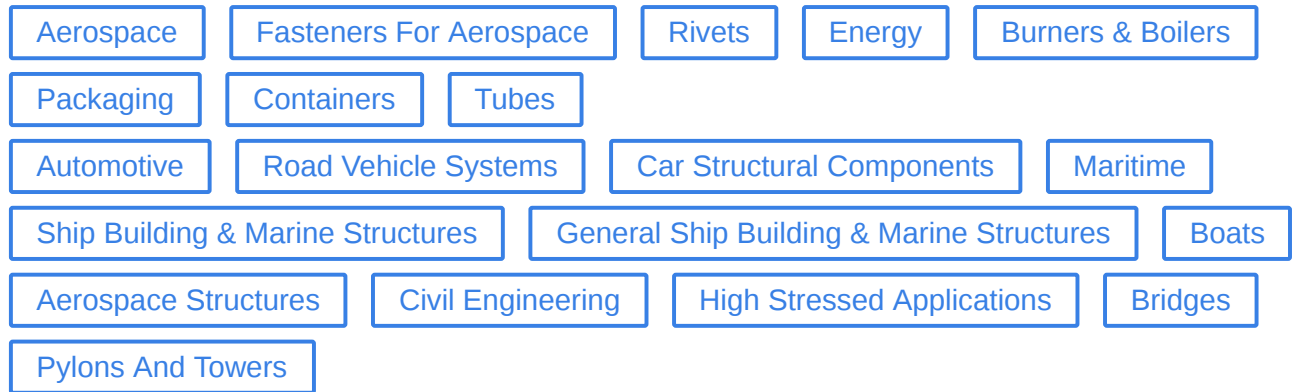 Aerospace Fasteners For Aerospace Rivets Energy Burners & Boilers
Packaging Containers Tubes
Automotive Road Vehicle Systems Car Structural Components Maritime
Ship Building & Marine Structures General Ship Building & Marine Structures Boats
Aerospace Structures Civil Engineering High Stressed Applications Bridges
Pylons And Towers